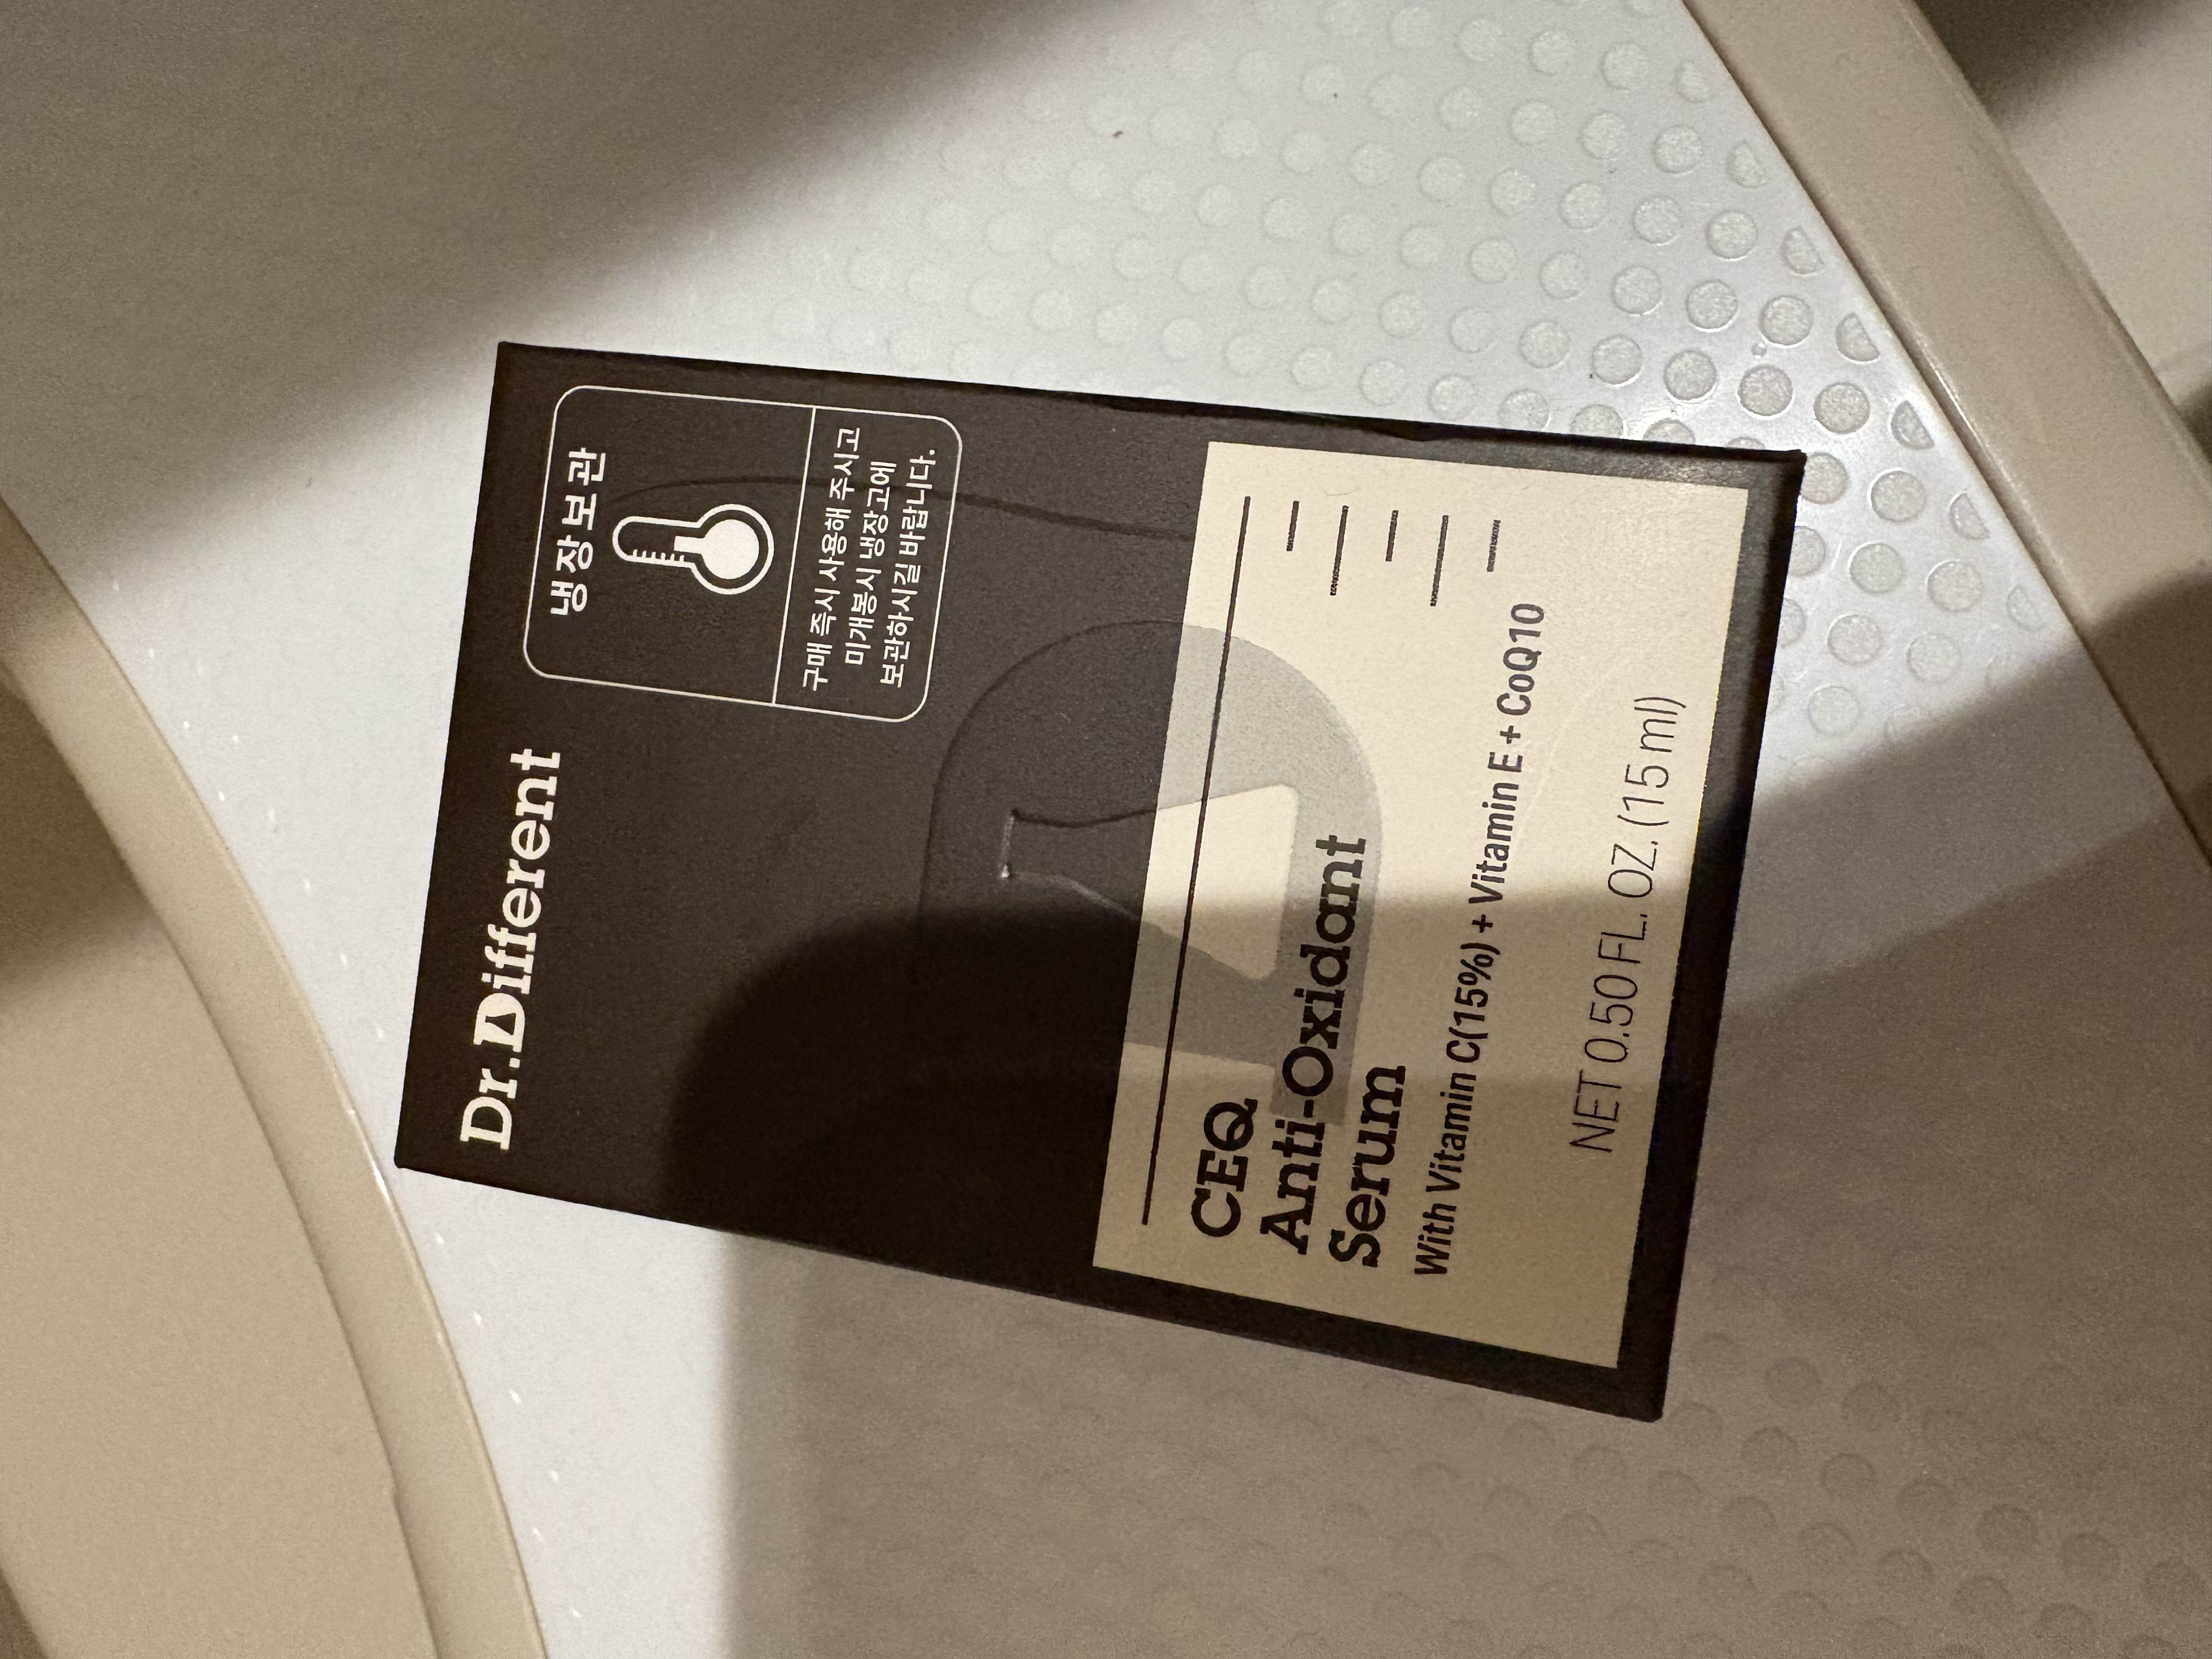 Dr.Different
냉장보관
구매 즉시 사용해 주시고
미개봉시 냉장고에
보관하시길 바랍니다.
CEQ
Anti-Oxidant
Serum
With Vitamin C(15%) + Vitamin E + CoQ10
NET 0.50 FL. OZ. (15 ml)